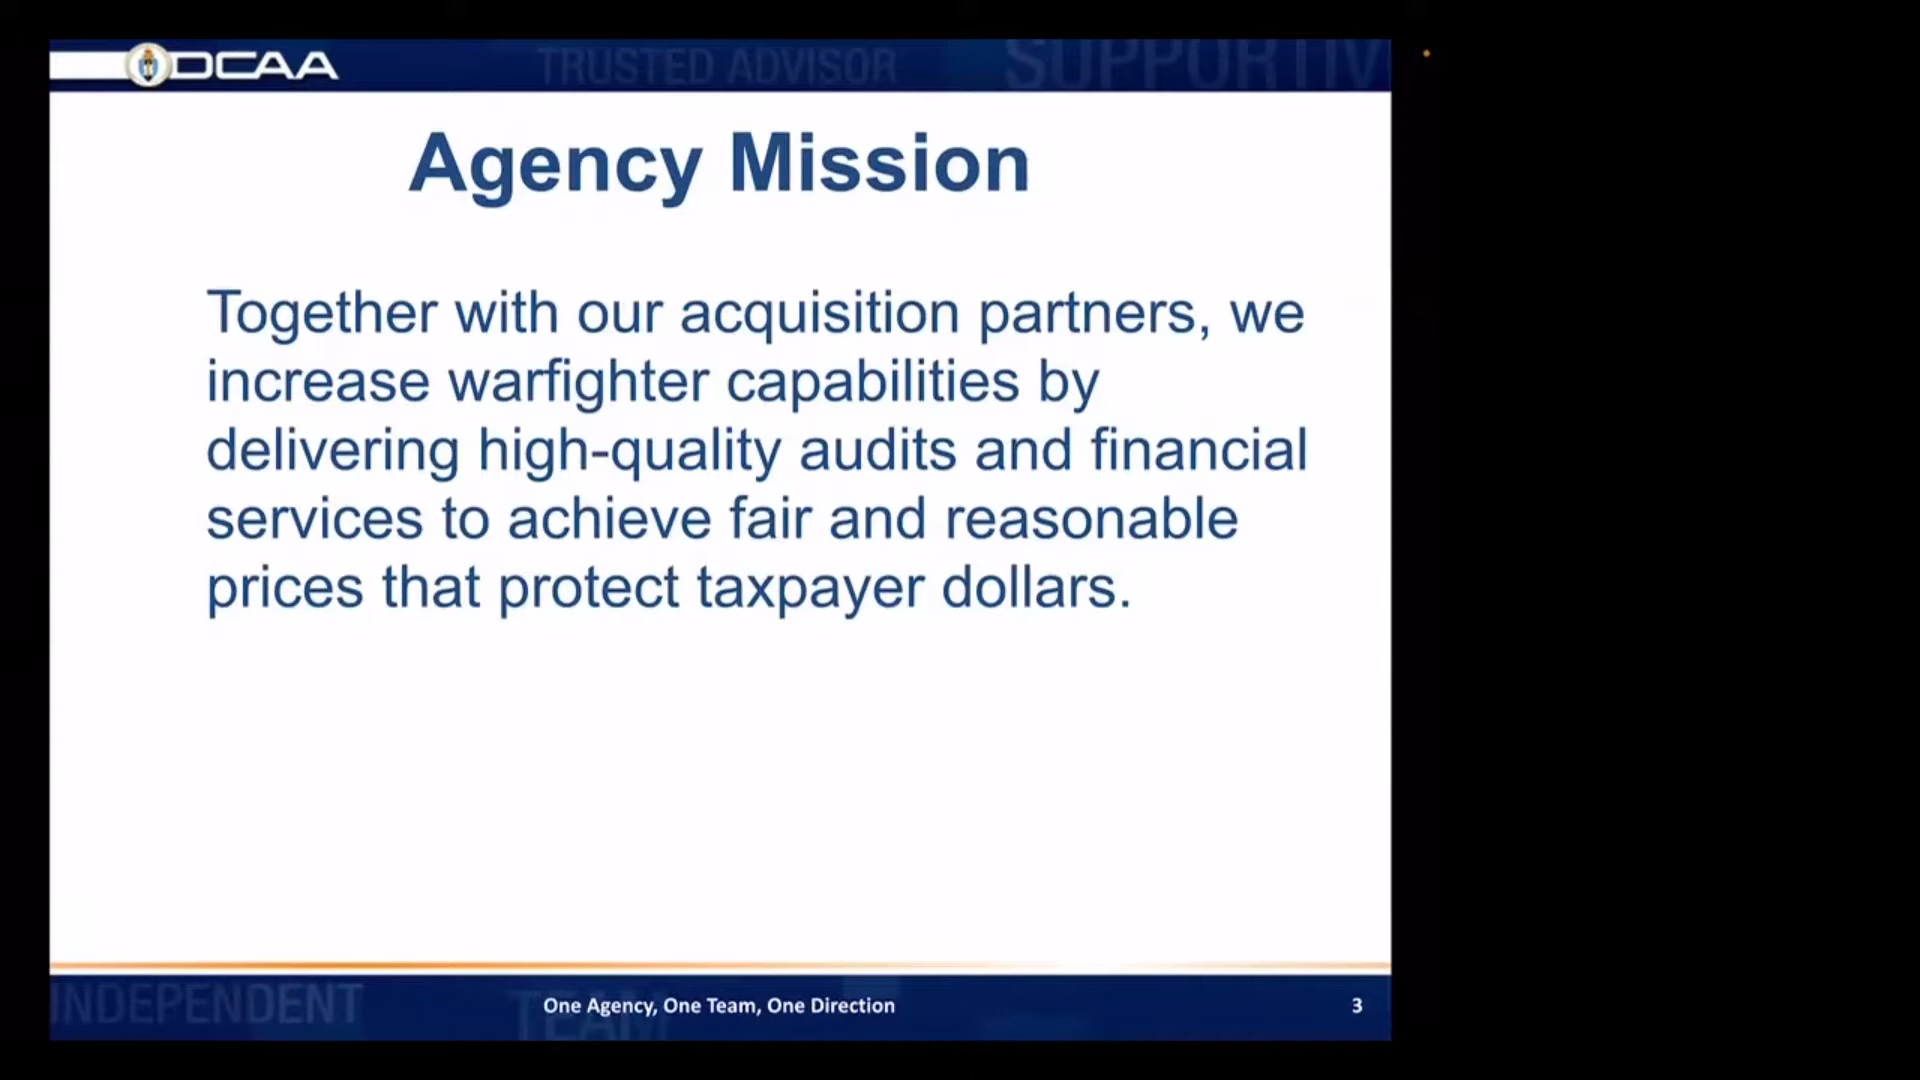 DCAA
TRUSTED ADVISOR
SUPPORTIV
Agency Mission
Together with our acquisition partners, we
increase warfighter capabilities by
delivering high-quality audits and financial
services to achieve fair and reasonable
prices that protect taxpayer dollars.
INDEPENDENT
TEAM
One Agency, One Team, One Direction
3